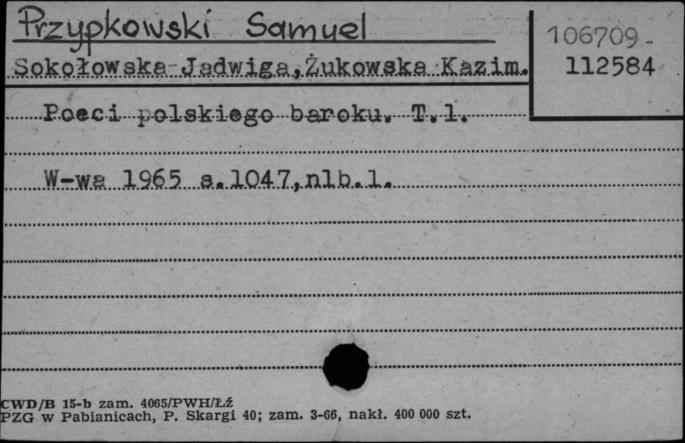 Przypkowski Samuel
106709.
Sokołowska Jadwiga,Żukowska Kazim.
112584
Poeci polskiego baroku. T.1.
W-wa 1965 s.1047,nlb.1.
CWD/B 15-b zam. 4065/PWH/ŁŹ
PZG w Pabianicach, P. Skargi 40; zam. 3-66, nakł. 400 000 szt.